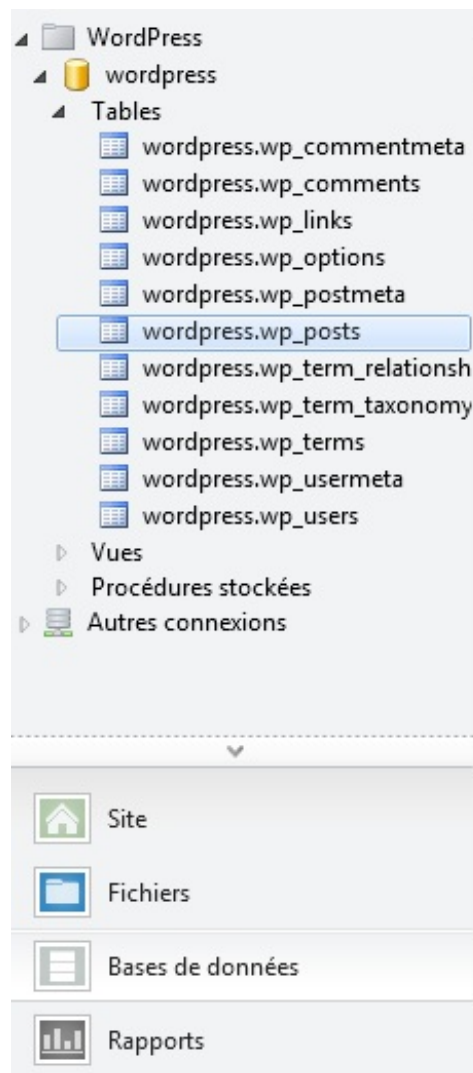 WordPress
wordpress
Tables
wordpress.wp_commentmeta
wordpress.wp_comments
wordpress.wp_links
wordpress.wp_options
wordpress.wp_postmeta
wordpress.wp_posts
wordpress.wp_term_relationsh
wordpress.wp_term_taxonomy
wordpress.wp_terms
wordpress.wp_usermeta
wordpress.wp_users
Vues
Procédures stockées
Autres connexions
Site
Fichiers
Bases de données
Rapports